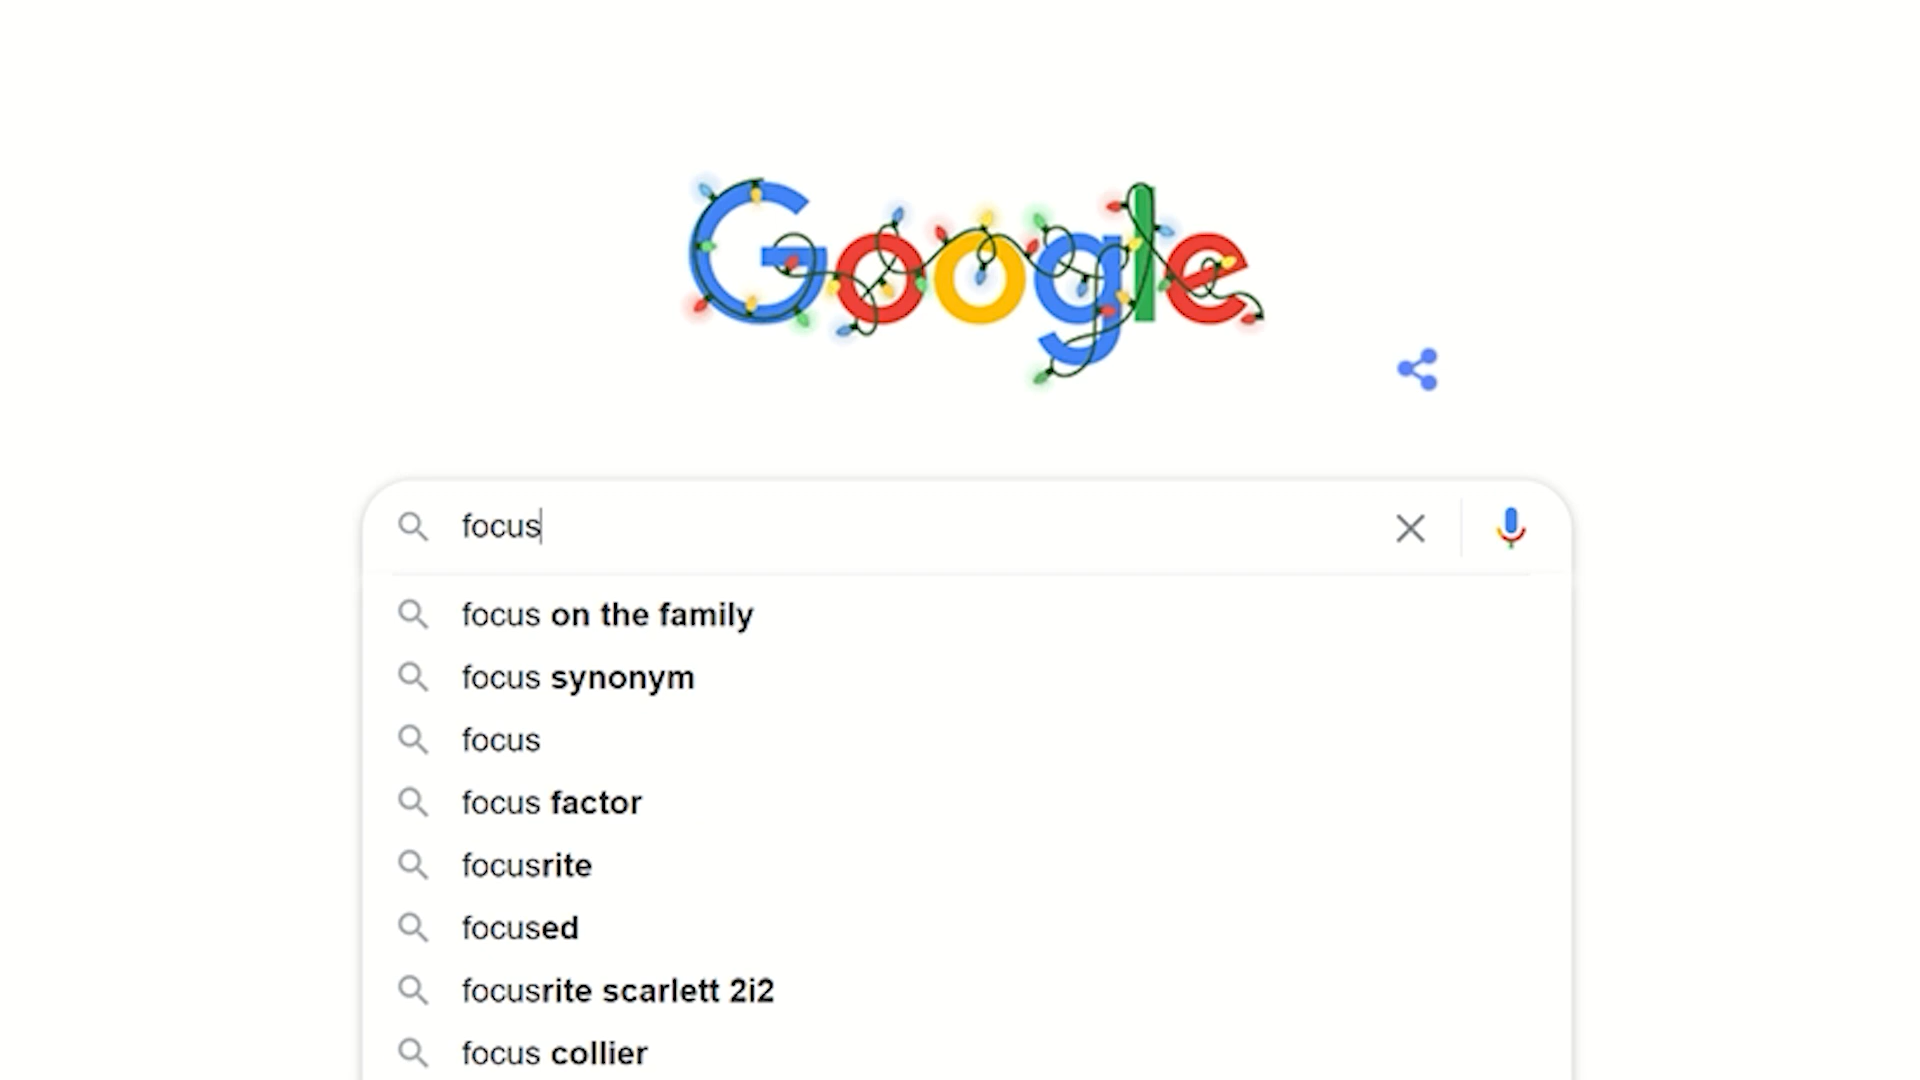 Google
focus
focus on the family
focus synonym
focus
focus factor
focusrite
focused
focusrite scarlett 2i2
focus collier